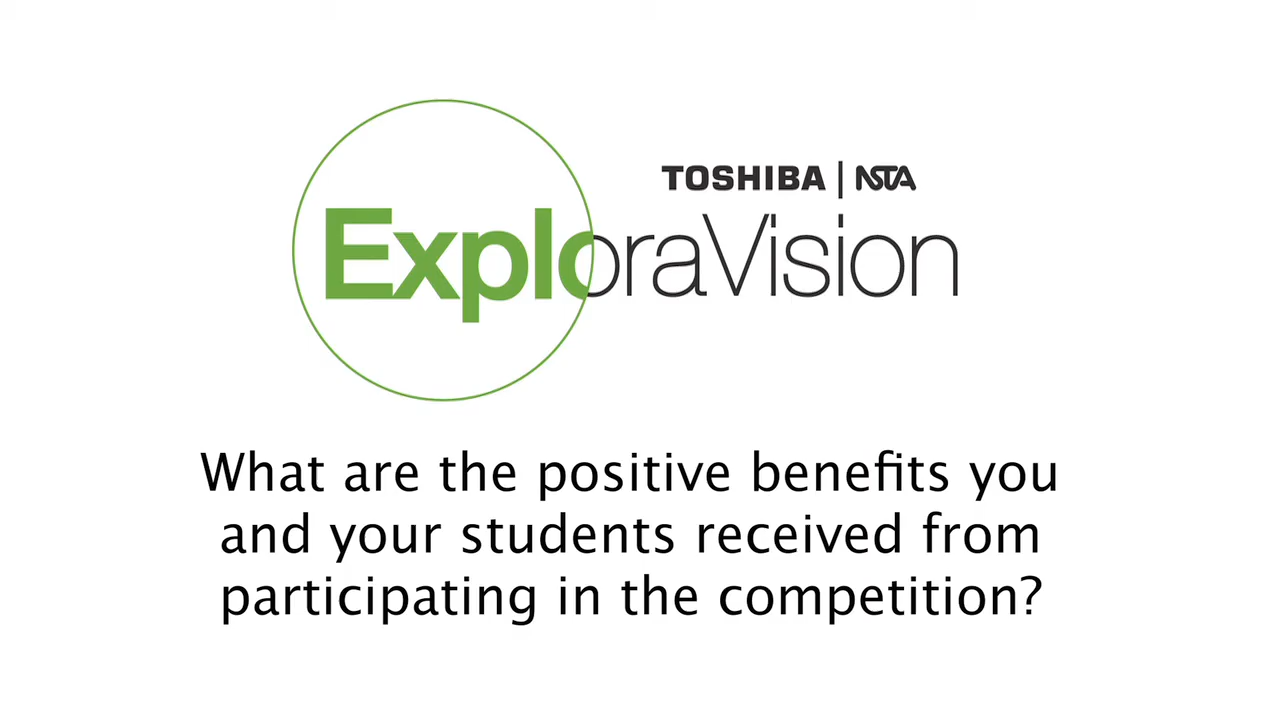 TOSHIBA | NSTA
ExploraVision
What are the positive benefits you
and your students received from
participating in the competition?